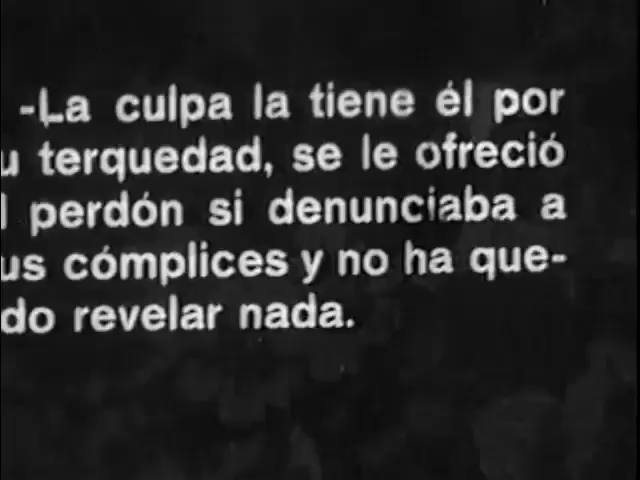 -La culpa la tiene él por
u terquedad, se le ofreció
l perdón si denunciaba a
us cómplices y no ha que-
do revelar nada.